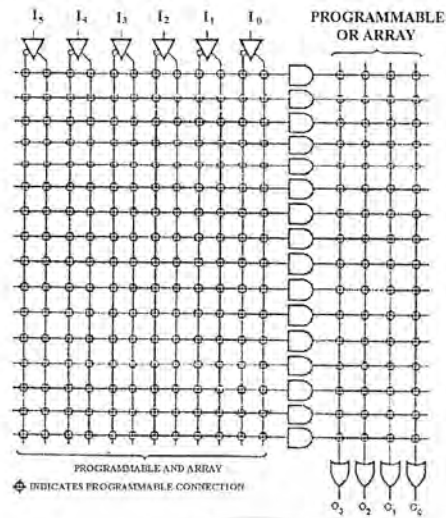 I5 I4 I3 I2 I1 I0
PROGRAMMABLE
OR ARRAY
PROGRAMMABLE AND ARRAY
INDICATES PROGRAMMABLE CONNECTION
O3 O2 O1 O0